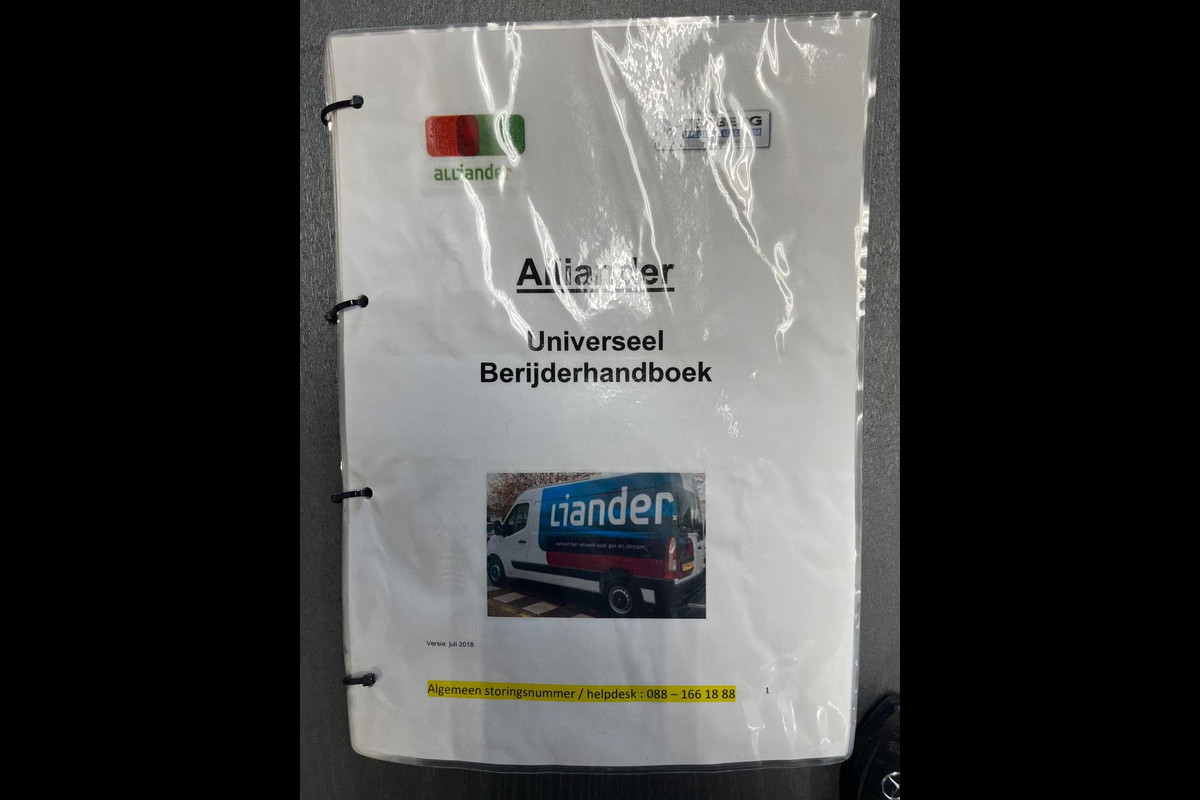 alliander
Alliander
Universeel
Berijderhandboek
Liander
Versie: juli 2018
Algemeen storingsnummer / helpdesk : 088 – 166 18 88
1